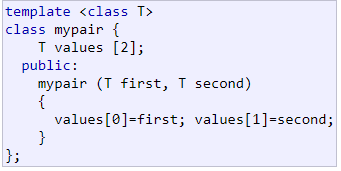 template <class T>
class mypair {
    T values [2];
  public:
    mypair (T first, T second)
    {
      values[0]=first; values[1]=second;
    }
};